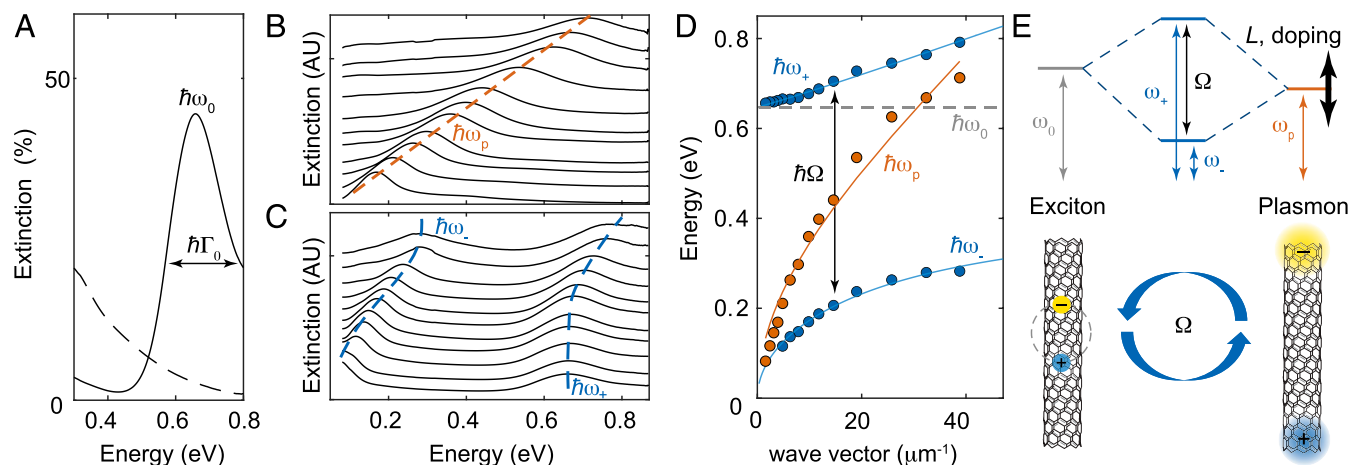 A
Extinction (%)
50
0
ħω₀
ħΓ₀
0.4 0.6 0.8
Energy (eV)
B
Extinction (AU)
ħωₚ
C
Extinction (AU)
ħω₋
ħω₊
0.2 0.4 0.6 0.8
Energy (eV)
D
Energy (eV)
0.8
0.6
0.4
0.2
0
ħω₊
ħω₀
ħΩ
ħωₚ
ħω₋
0 10 20 30 40
wave vector (μm⁻¹)
E
L, doping
ω₀
ω₊
Ω
ω₋
ωₚ
Exciton
Plasmon
−
+
Ω
−
+